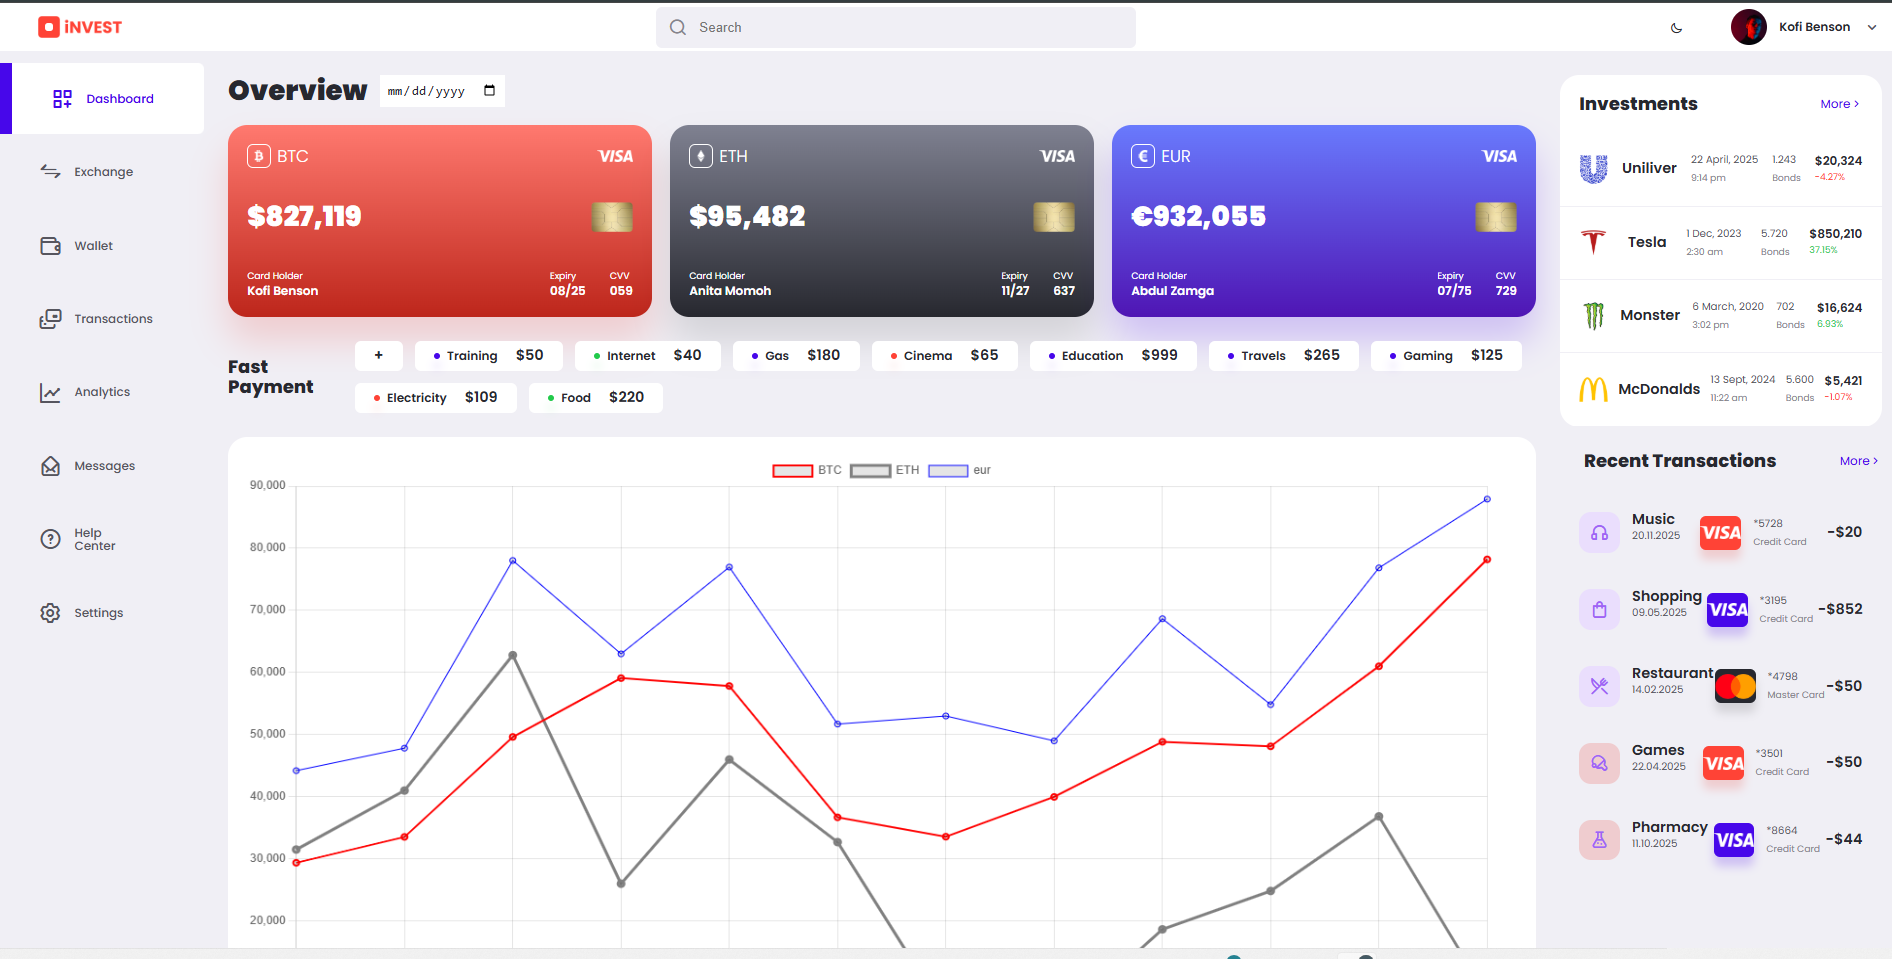 iNVEST
Search
Kofi Benson
Dashboard
Exchange
Wallet
Transactions
Analytics
Messages
Help
Center
Settings
Overview
mm/dd/yyyy
BTC
VISA
$827,119
Card Holder
Kofi Benson
Expiry
08/25
CVV
059
ETH
VISA
$95,482
Card Holder
Anita Momoh
Expiry
11/27
CVV
637
EUR
VISA
€932,055
Card Holder
Abdul Zamga
Expiry
07/75
CVV
729
Fast
Payment
+
Training $50
Internet $40
Gas $180
Cinema $65
Education $999
Travels $265
Gaming $125
Electricity $109
Food $220
BTC ETH eur
90,000
80,000
70,000
60,000
50,000
40,000
30,000
20,000
Investments
More >
Uniliver
22 April, 2025
9:14 pm
1.243
Bonds
$20,324
-4.27%
Tesla
1 Dec, 2023
2:30 am
5.720
Bonds
$850,210
37.15%
Monster
6 March, 2020
3:02 pm
702
Bonds
$16,624
6.93%
McDonalds
13 Sept, 2024
11:22 am
5.600
Bonds
$5,421
-1.07%
Recent Transactions
More >
Music
20.11.2025
VISA
*5728
Credit Card
-$20
Shopping
09.05.2025
VISA
*3195
Credit Card
-$852
Restaurant
14.02.2025
*4798
Master Card
-$50
Games
22.04.2025
VISA
*3501
Credit Card
-$50
Pharmacy
11.10.2025
VISA
*8664
Credit Card
-$44